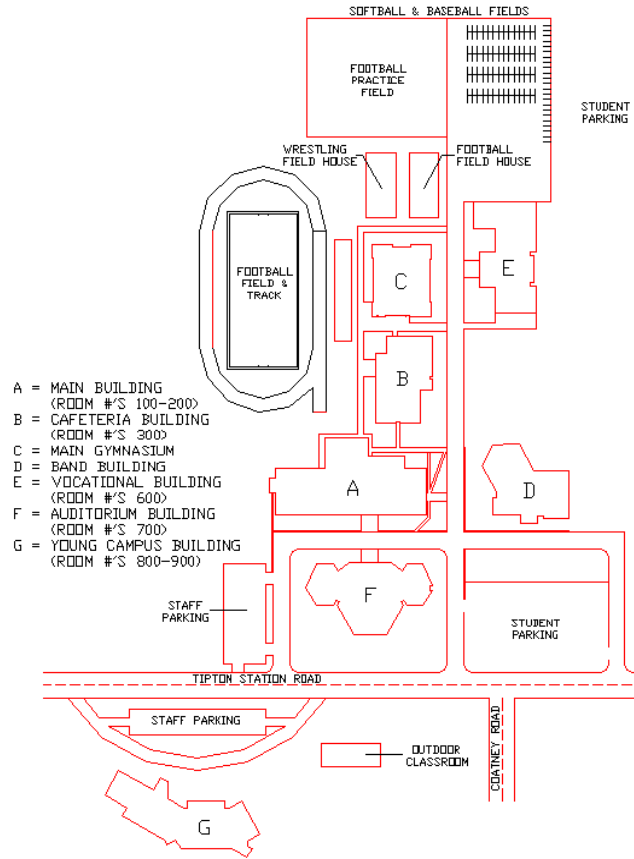 SOFTBALL & BASEBALL FIELDS
FOOTBALL
PRACTICE
FIELD
STUDENT
PARKING
WRESTLING
FIELD HOUSE
FOOTBALL
FIELD HOUSE
E
C
FOOTBALL
FIELD &
TRACK
B
A = MAIN BUILDING
(ROOM #'S 100-200)
B = CAFETERIA BUILDING
(ROOM #'S 300)
C = MAIN GYMNASIUM
D = BAND BUILDING
E = VOCATIONAL BUILDING
(ROOM #'S 600)
F = AUDITORIUM BUILDING
(ROOM #'S 700)
G = YOUNG CAMPUS BUILDING
(ROOM #'S 800-900)
A
D
F
STAFF
PARKING
STUDENT
PARKING
TIPTON STATION ROAD
STAFF PARKING
OUTDOOR
CLASSROOM
COATNEY ROAD
G